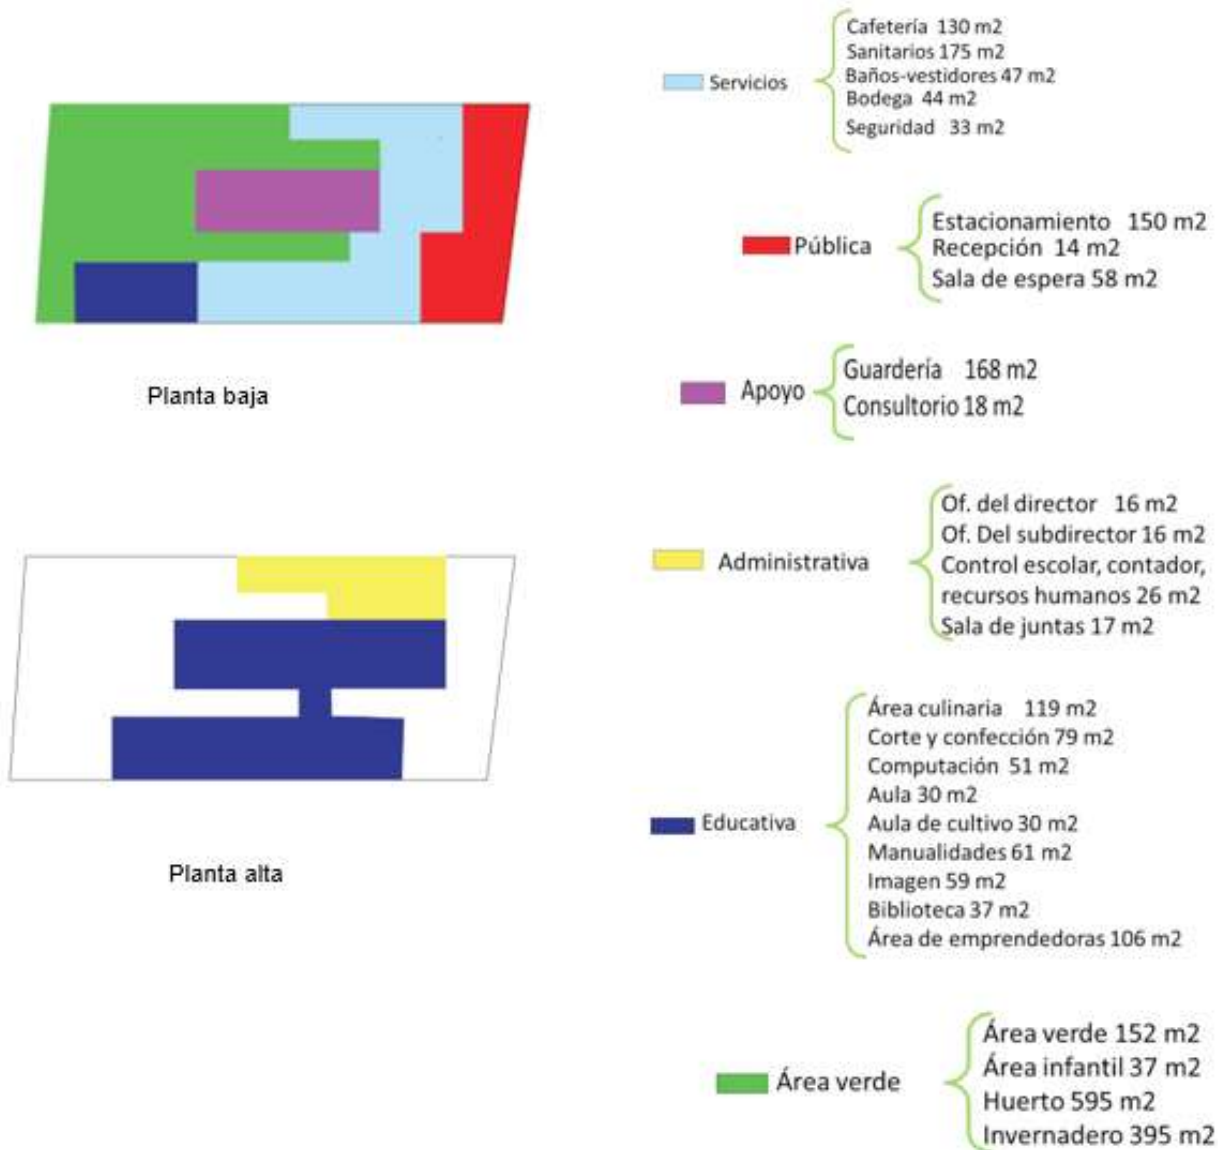 Servicios
Cafetería 130 m2
Sanitarios 175 m2
Baños-vestidores 47 m2
Bodega 44 m2
Seguridad 33 m2
Pública
Estacionamiento 150 m2
Recepción 14 m2
Sala de espera 58 m2
Planta baja
Apoyo
Guardería 168 m2
Consultorio 18 m2
Administrativa
Of. del director 16 m2
Of. Del subdirector 16 m2
Control escolar, contador,
recursos humanos 26 m2
Sala de juntas 17 m2
Planta alta
Educativa
Área culinaria 119 m2
Corte y confección 79 m2
Computación 51 m2
Aula 30 m2
Aula de cultivo 30 m2
Manualidades 61 m2
Imagen 59 m2
Biblioteca 37 m2
Área de emprendedoras 106 m2
Área verde
Área verde 152 m2
Área infantil 37 m2
Huerto 595 m2
Invernadero 395 m2